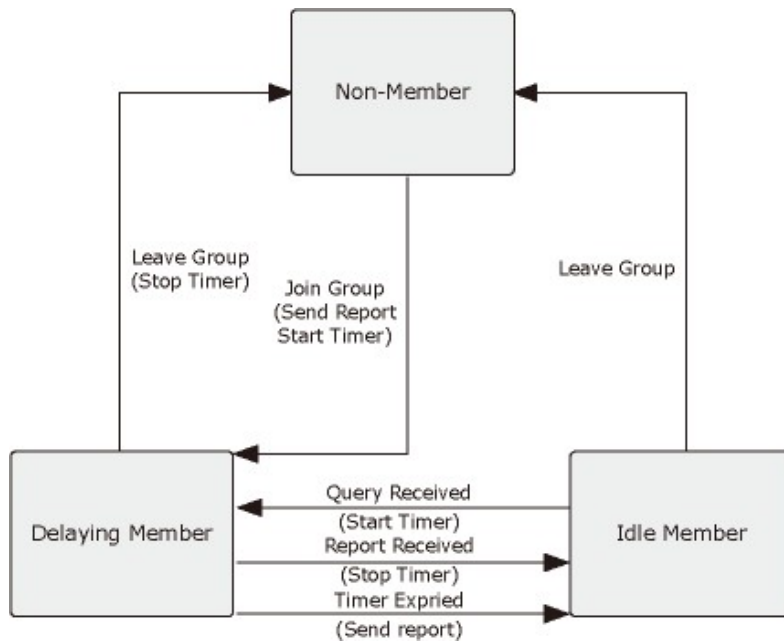 Non-Member
Leave Group
(Stop Timer)
Join Group
(Send Report
Start Timer)
Leave Group
Delaying Member
Query Received
(Start Timer)
Report Received
(Stop Timer)
Timer Expried
(Send report)
Idle Member